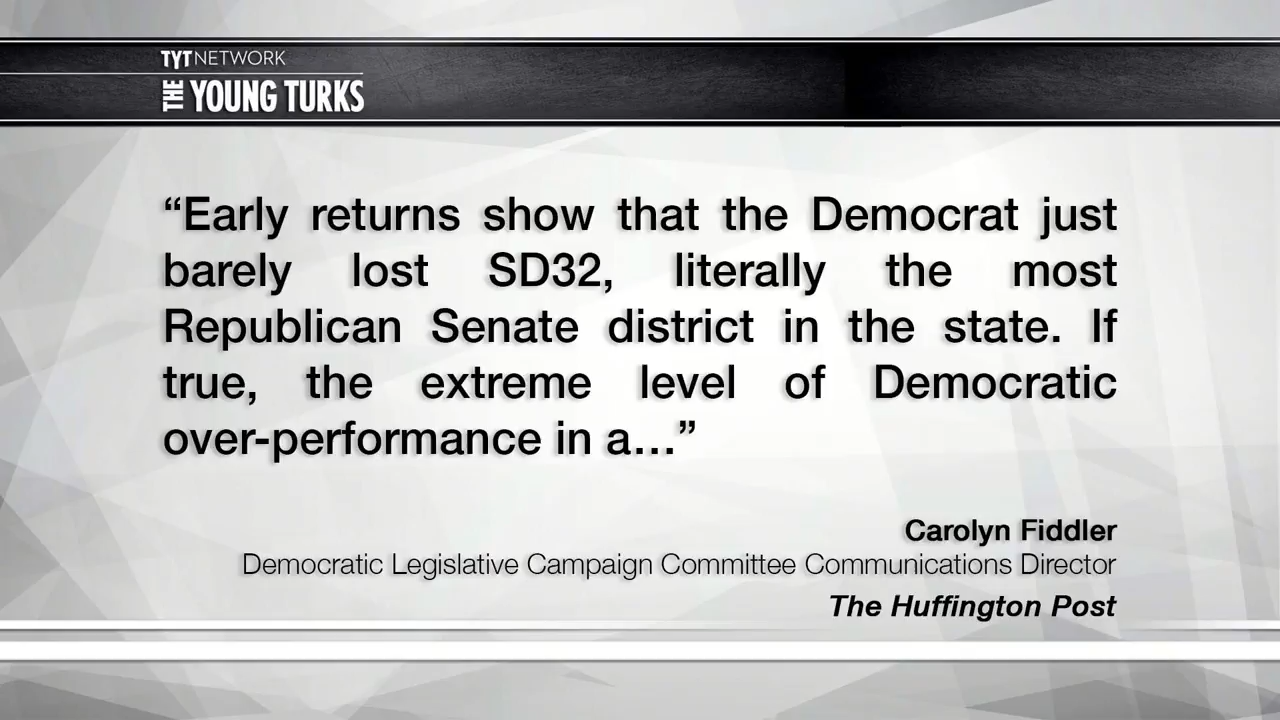 TYT NETWORK
THE YOUNG TURKS
“Early returns show that the Democrat just
barely lost SD32, literally the most
Republican Senate district in the state. If
true, the extreme level of Democratic
over-performance in a…”
Carolyn Fiddler
Democratic Legislative Campaign Committee Communications Director
The Huffington Post